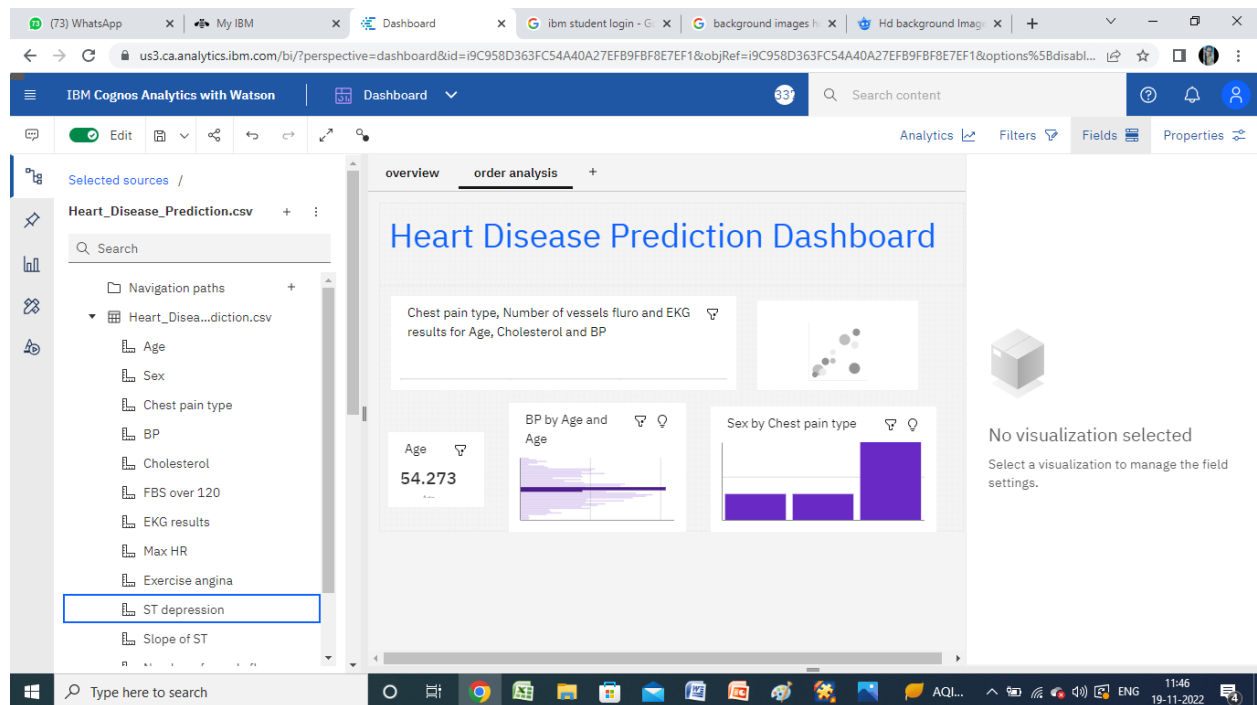 (73) WhatsApp
My IBM
Dashboard
ibm student login - Go
background images h
Hd background Image
us3.ca.analytics.ibm.com/bi/?perspective=dashboard&id=i9C958D363FC54A40A27EFB9FBF8E7EF1&objRef=i9C958D363FC54A40A27EFB9FBF8E7EF1&options%5Bdisabl...
IBM Cognos Analytics with Watson
Dashboard
Search content
Edit
Analytics
Filters
Fields
Properties
Selected sources /
Heart_Disease_Prediction.csv
Search
Navigation paths
Heart_Disea...diction.csv
Age
Sex
Chest pain type
BP
Cholesterol
FBS over 120
EKG results
Max HR
Exercise angina
ST depression
Slope of ST
overview order analysis +
Heart Disease Prediction Dashboard
Chest pain type, Number of vessels fluro and EKG
results for Age, Cholesterol and BP
Age
54.273
BP by Age and
Age
Sex by Chest pain type
No visualization selected
Select a visualization to manage the field
settings.
Type here to search
AQI...
ENG
11:46
19-11-2022
4